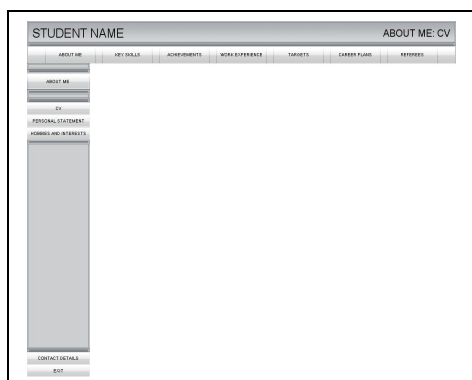 STUDENT NAME ABOUT ME: CV
ABOUT ME KEY SKILLS ACHIEVEMENTS WORK EXPERIENCE TARGETS CAREER PLANS REFEREES
ABOUT ME
CV
PERSONAL STATEMENT
HOBBIES AND INTERESTS
CONTACT DETAILS
EXIT